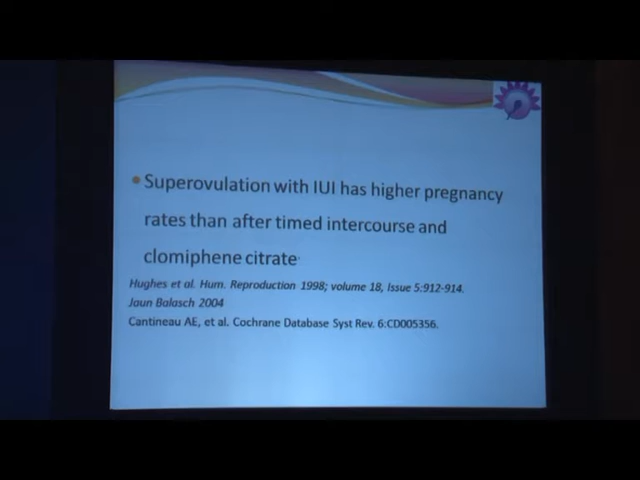 Superovulation with IUI has higher pregnancy
rates than after timed intercourse and
clomiphene citrate
Hughes et al. Hum. Reproduction 1998; volume 18, Issue 5:912-914.
Jaun Balasch 2004
Cantineau AE, et al. Cochrane Database Syst Rev. 6:CD005356.